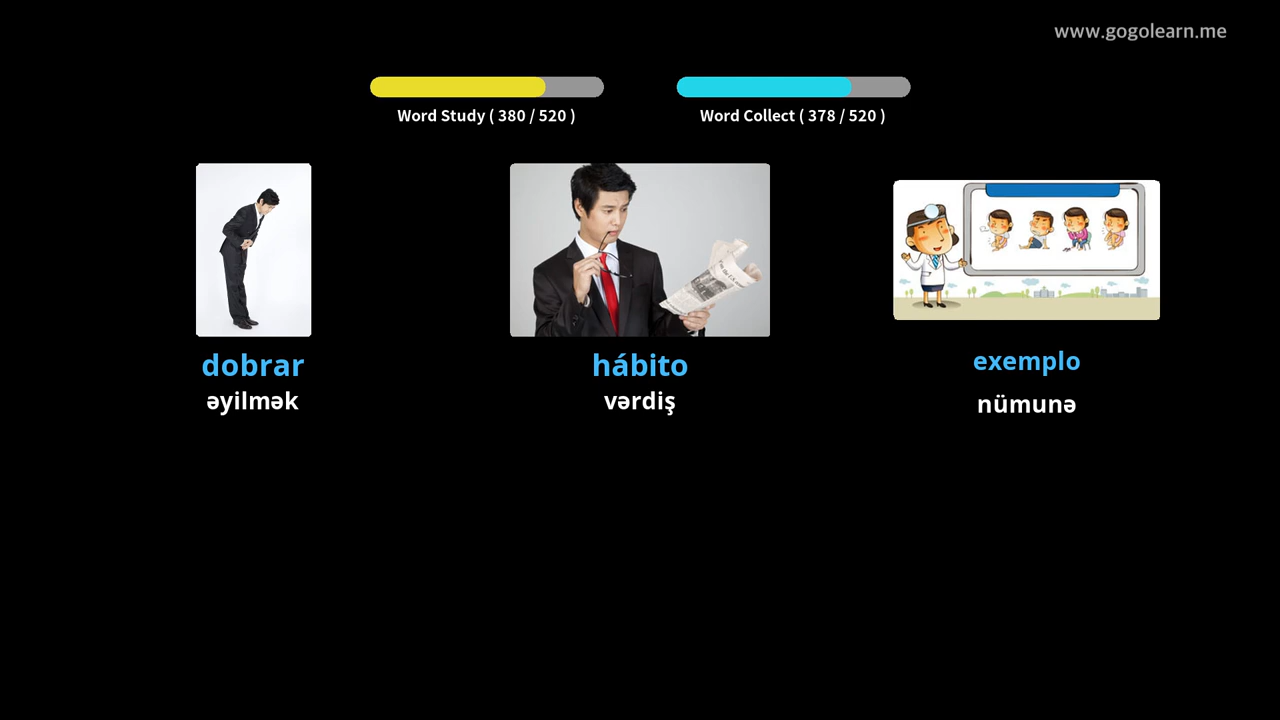 www.gogolearn.me
Word Study ( 380 / 520 )
Word Collect ( 378 / 520 )
dobrar
əyilmək
hábito
vərdiş
exemplo
nümunə